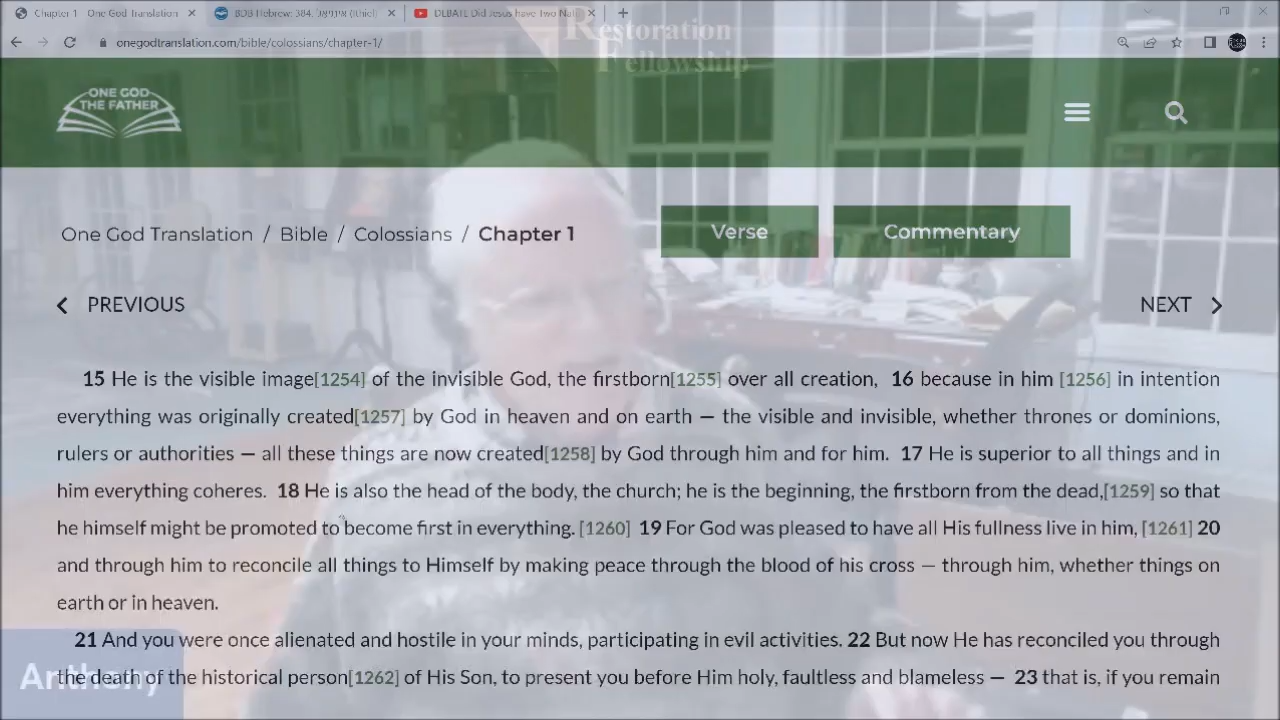 Chapter 1 One God Translation
BDB Hebrew: 384.
DEBATE Did Jesus have Two Nat
Restoration
Fellowship
onegodtranslation.com/bible/colossians/chapter-1/
ONE GOD
THE FATHER
One God Translation / Bible / Colossians / Chapter 1
Verse
Commentary
PREVIOUS
NEXT
15 He is the visible image[1254] of the invisible God, the firstborn[1255] over all creation, 16 because in him [1256] in intention
everything was originally created[1257] by God in heaven and on earth — the visible and invisible, whether thrones or dominions,
rulers or authorities — all these things are now created[1258] by God through him and for him. 17 He is superior to all things and in
him everything coheres. 18 He is also the head of the body, the church; he is the beginning, the firstborn from the dead,[1259] so that
he himself might be promoted to become first in everything. [1260] 19 For God was pleased to have all His fullness live in him, [1261] 20
and through him to reconcile all things to Himself by making peace through the blood of his cross — through him, whether things on
earth or in heaven.
21 And you were once alienated and hostile in your minds, participating in evil activities. 22 But now He has reconciled you through
the death of the historical person[1262] of His Son, to present you before Him holy, faultless and blameless — 23 that is, if you remain
Anthony